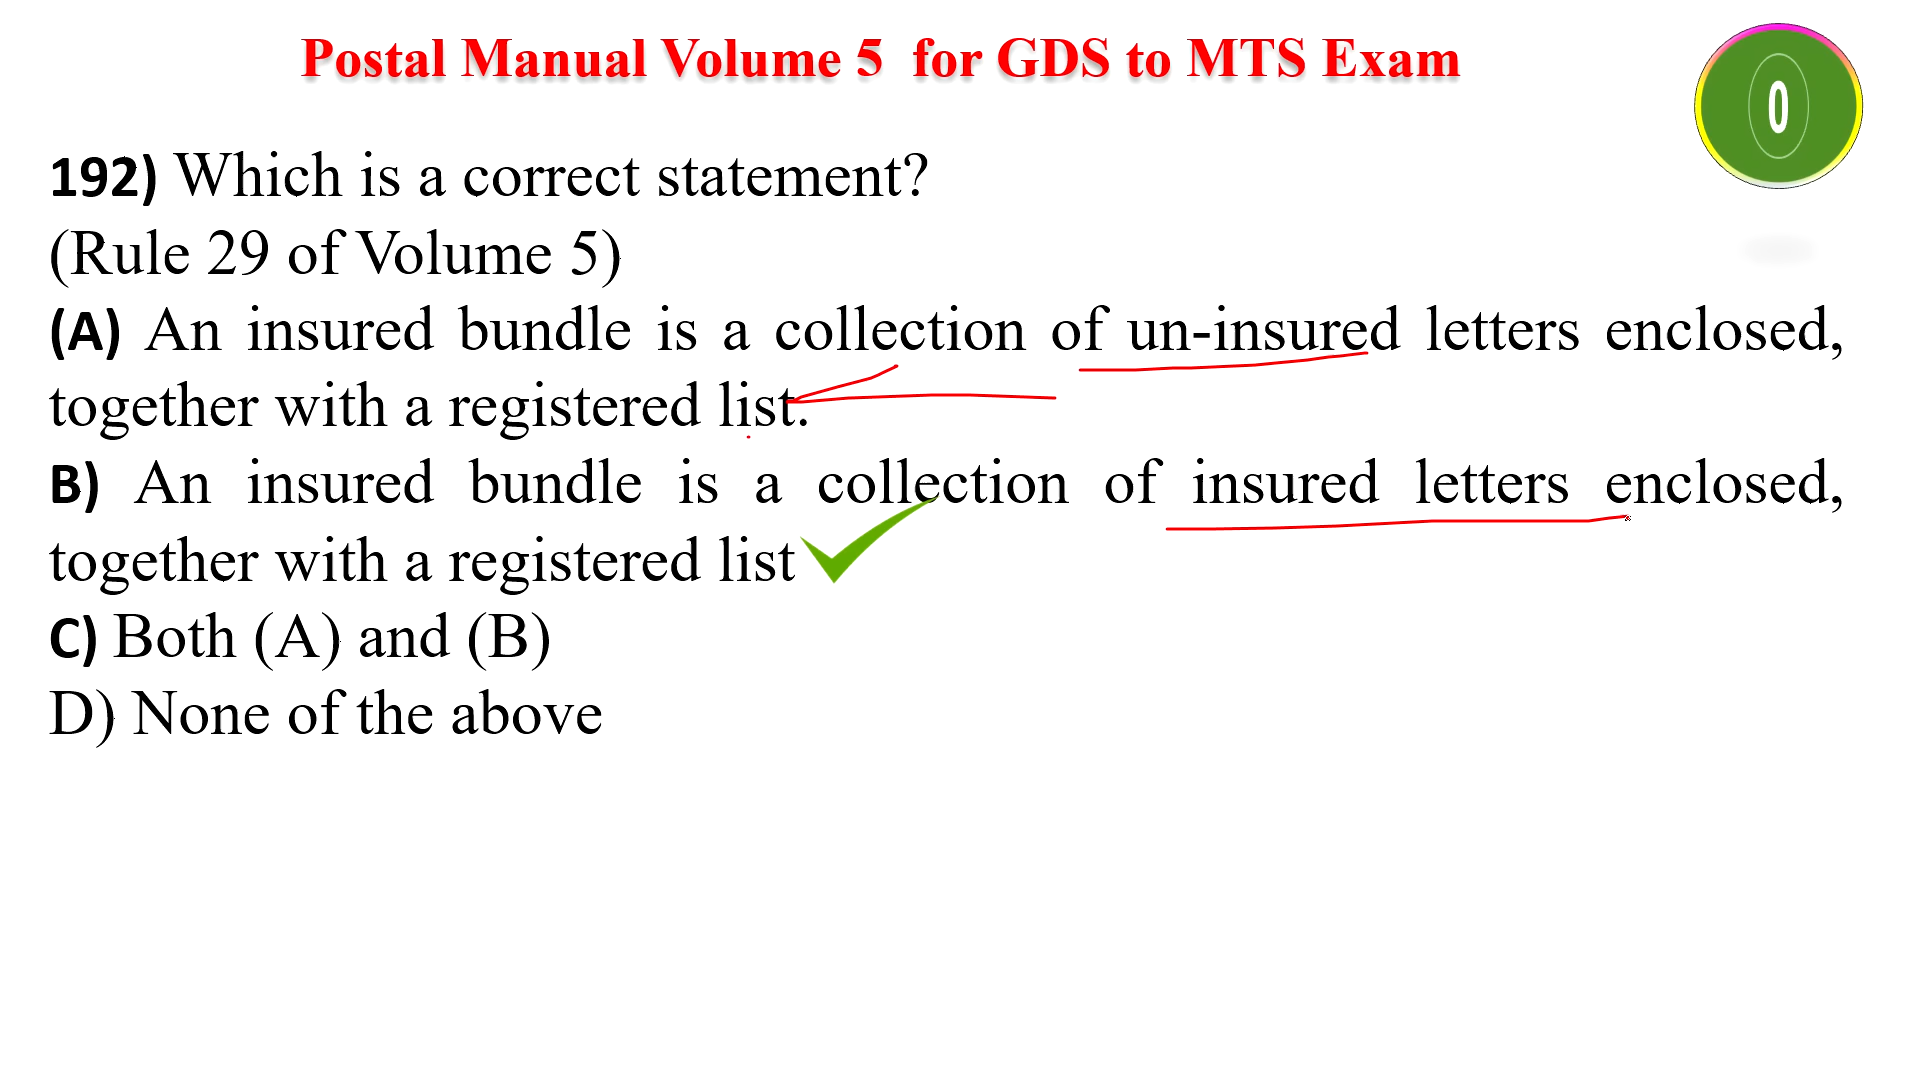 Postal Manual Volume 5 for GDS to MTS Exam
0
192) Which is a correct statement?
(Rule 29 of Volume 5)
(A) An insured bundle is a collection of un-insured letters enclosed,
together with a registered list.
B) An insured bundle is a collection of insured letters enclosed,
together with a registered list
C) Both (A) and (B)
D) None of the above